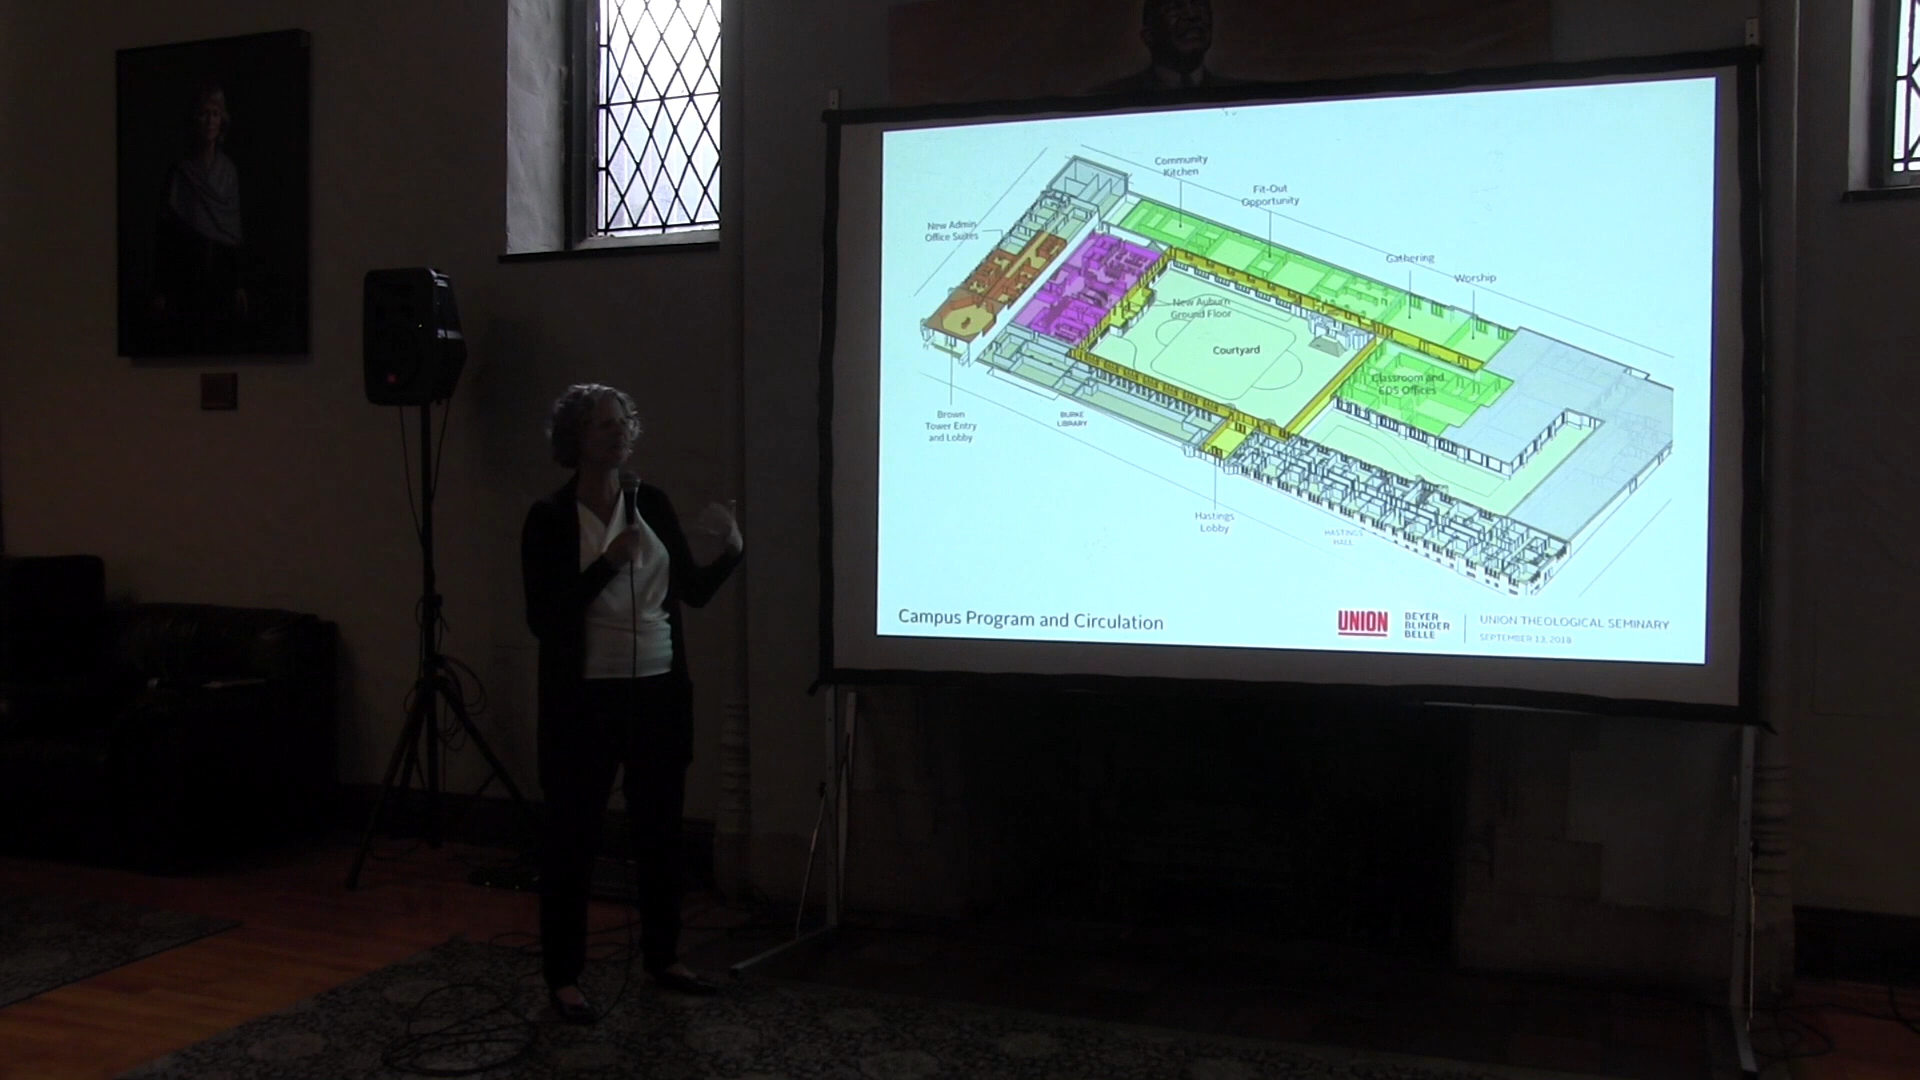 Community
Kitchen
Fit-Out
Opportunity
New Admin
Office Suites
Gathering
Worship
New Auburn
Ground Floor
Courtyard
Classroom and
EDS Offices
Brown
Tower Entry
and Lobby
BURKE
LIBRARY
Hastings
Lobby
HASTINGS
HALL
Campus Program and Circulation
UNION
BEYER
BLINDER
BELLE
UNION THEOLOGICAL SEMINARY
SEPTEMBER 13, 2018